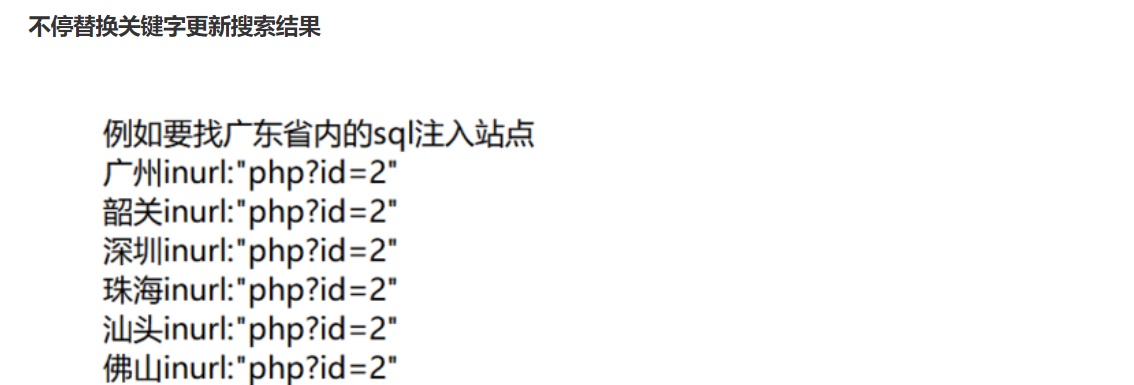 不停替换关键字更新搜索结果
例如要找广东省内的sql注入站点
广州inurl:"php?id=2"
韶关inurl:"php?id=2"
深圳inurl:"php?id=2"
珠海inurl:"php?id=2"
汕头inurl:"php?id=2"
佛山inurl:"php?id=2"